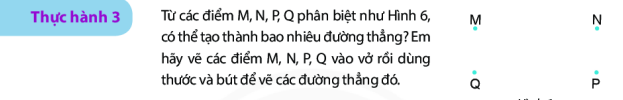 Thực hành 3
Từ các điểm M, N, P, Q phân biệt như Hình 6,
có thể tạo thành bao nhiêu đường thẳng? Em
hãy vẽ các điểm M, N, P, Q vào vở rồi dùng
thước và bút để vẽ các đường thẳng đó.
M N
Q P